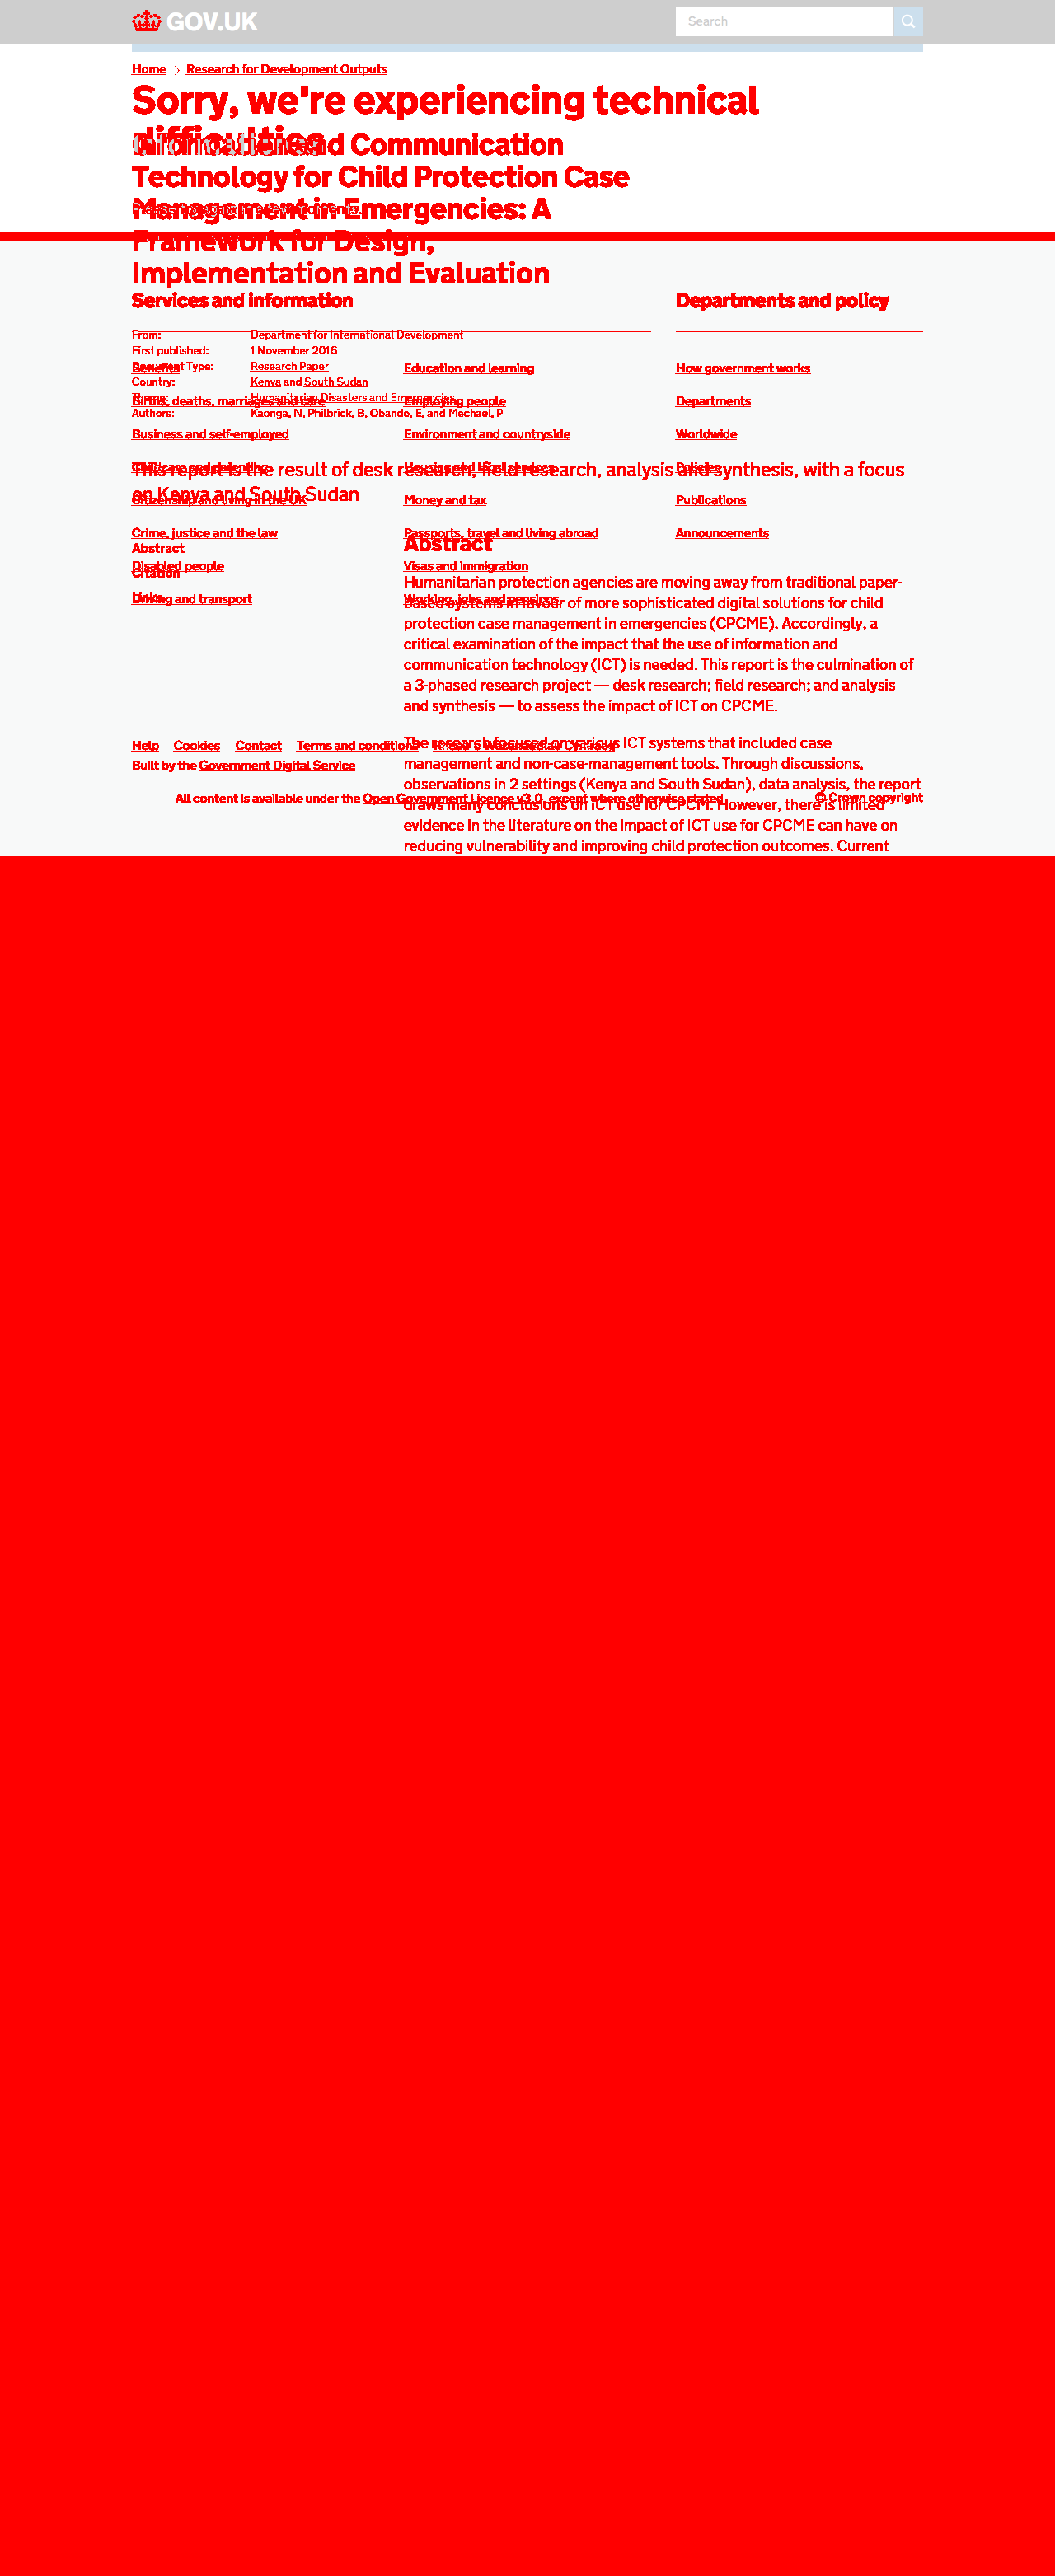 GOV.UK
Search
Home
Research for Development Outputs
Sorry, we're experiencing technical
and Communication
Technology for Child Protection Case
Management in Emergencies: A
Framework for Design,
Implementation and Evaluation
Services and information
Departments and policy
From: Department for International Development
First published: 1 November 2016
Document Type: Research Paper
Benefits
Education and learning
How government works
Country: Kenya and South Sudan
Theme: Humanitarian Disasters and Emergencies
Births, deaths, marriages and care
Employing people
Departments
Authors: Kaonga, N, Philbrick, B, Obando, E, and Mechael, P
Business and self-employed
Environment and countryside
Worldwide
This report is the result of desk research, field research, analysis and synthesis, with a focus
on Kenya and South Sudan
Citizenship and living in the UK
Money and tax
Publications
Crime, justice and the law
Passports, travel and living abroad
Announcements
Abstract
Abstract
Disabled people
Visas and immigration
Citation
Links
Driving and transport
Working, jobs and pensions
Humanitarian protection agencies are moving away from traditional paper-
based systems in favour of more sophisticated digital solutions for child
protection case management in emergencies (CPCME). Accordingly, a
critical examination of the impact that the use of information and
communication technology (ICT) is needed. This report is the culmination of
a 3-phased research project — desk research; field research; and analysis
and synthesis — to assess the impact of ICT on CPCME.
The research focused on various ICT systems that included case
management and non-case-management tools. Through discussions,
observations in 2 settings (Kenya and South Sudan), data analysis, the report
draws many conclusions on ICT use for CPCM. However, there is limited
evidence in the literature on the impact of ICT use for CPCME can have on
reducing vulnerability and improving child protection outcomes. Current
Help
Cookies
Contact
Terms and conditions
Built by the Government Digital Service
All content is available under the Open Government Licence v3.0, except where otherwise stated
© Crown copyright